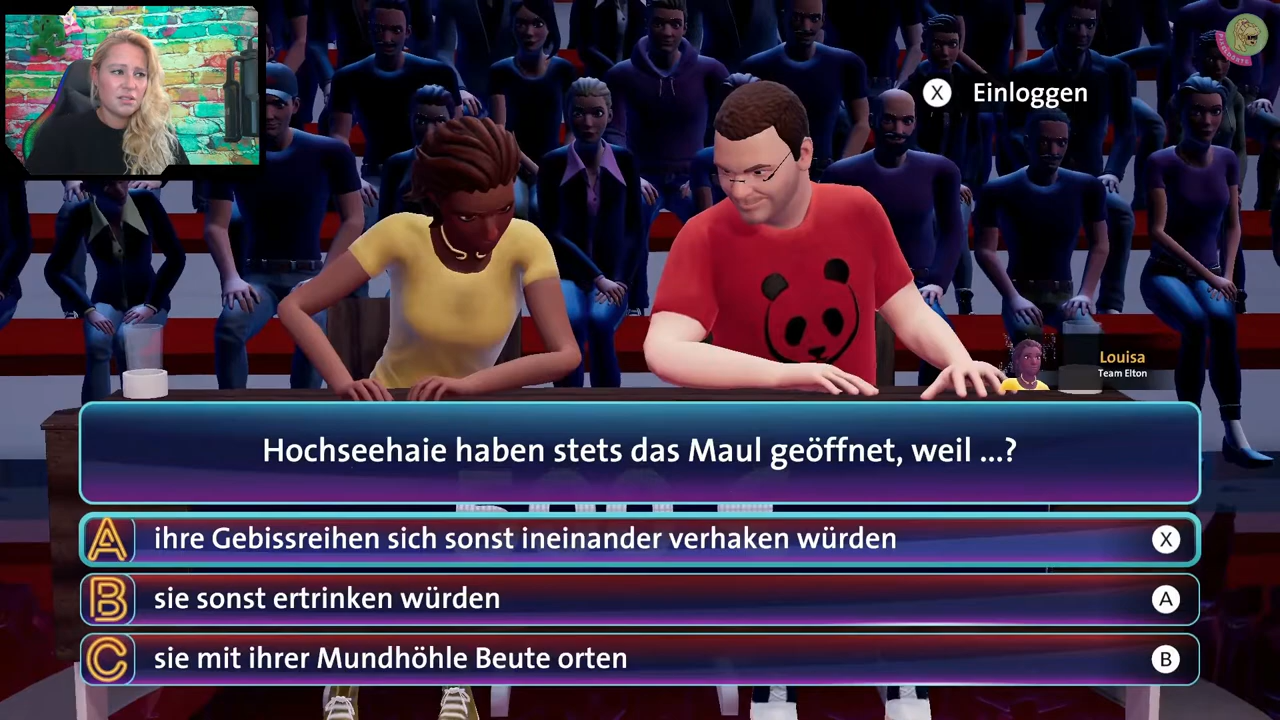 X Einloggen
Louisa
Team Elton
Hochseehaie haben stets das Maul geöffnet, weil ...?
A ihre Gebissreihen sich sonst ineinander verhaken würden X
B sie sonst ertrinken würden A
C sie mit ihrer Mundhöhle Beute orten B